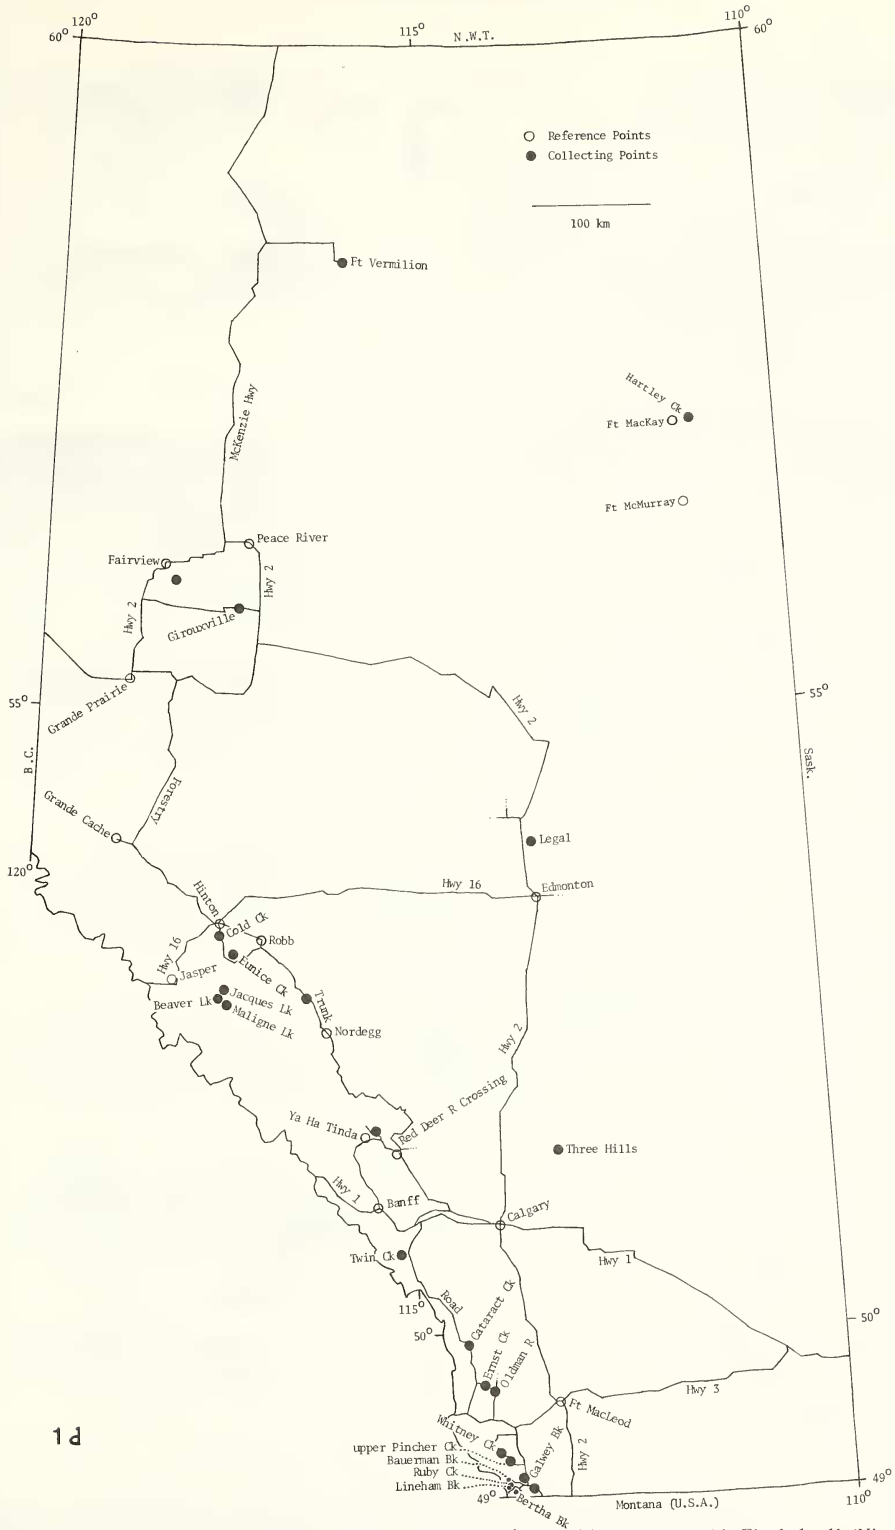 120°
115°
110°
60°
N.W.T.
60°
Reference Points
Collecting Points
100 km
Ft Vermilion
McKenzie Hwy
Hartley Ck
Ft MacKay
Ft McMurray
Peace River
Fairview
Hwy 2
Hwy 2
Girouxville
Grande Prairie
55°
55°
Hwy 2
B.C.
Sask.
Forestry
Grande Cache
Legal
120°
Hinton
Hwy 16
Edmonton
Cold Ck
Robb
Hwy 16
Jasper
Eunice Ck
Jacques Lk
Beaver Lk
Maligne Lk
Trunk
Nordegg
Hwy 2
Red Deer R Crossing
Ya Ha Tinda
Three Hills
Hwy 1
Banff
Calgary
Twin Ck
Hwy 1
Road
115°
Cataract Ck
50°
50°
Ernst Ck
Oldman R
Hwy 3
Ft MacLeod
Whitney Ck
Galwey Bk
Hwy 2
upper Pincher Ck
Bauerman Bk
Ruby Ck
Lineham Bk
49°
Bertha Bk
Montana (U.S.A.)
49°
110°
1d